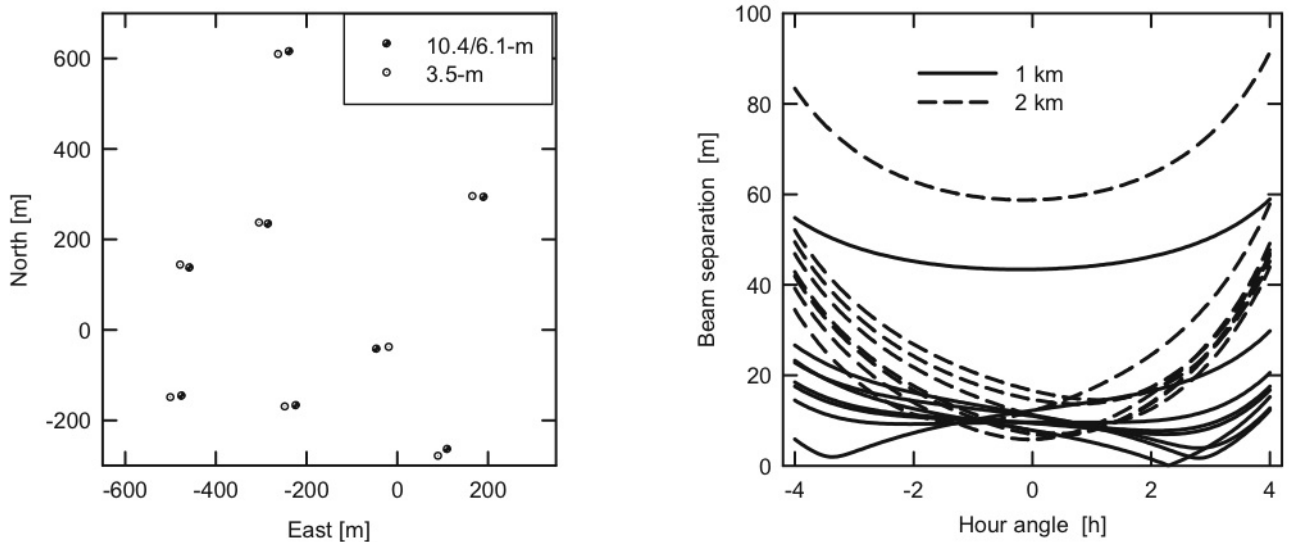 10.4/6.1-m
3.5-m
600
400
200
0
-200
-600
-400
-200
0
200
North [m]
East [m]
1 km
2 km
100
80
60
40
20
0
-4
-2
0
2
4
Beam separation [m]
Hour angle [h]